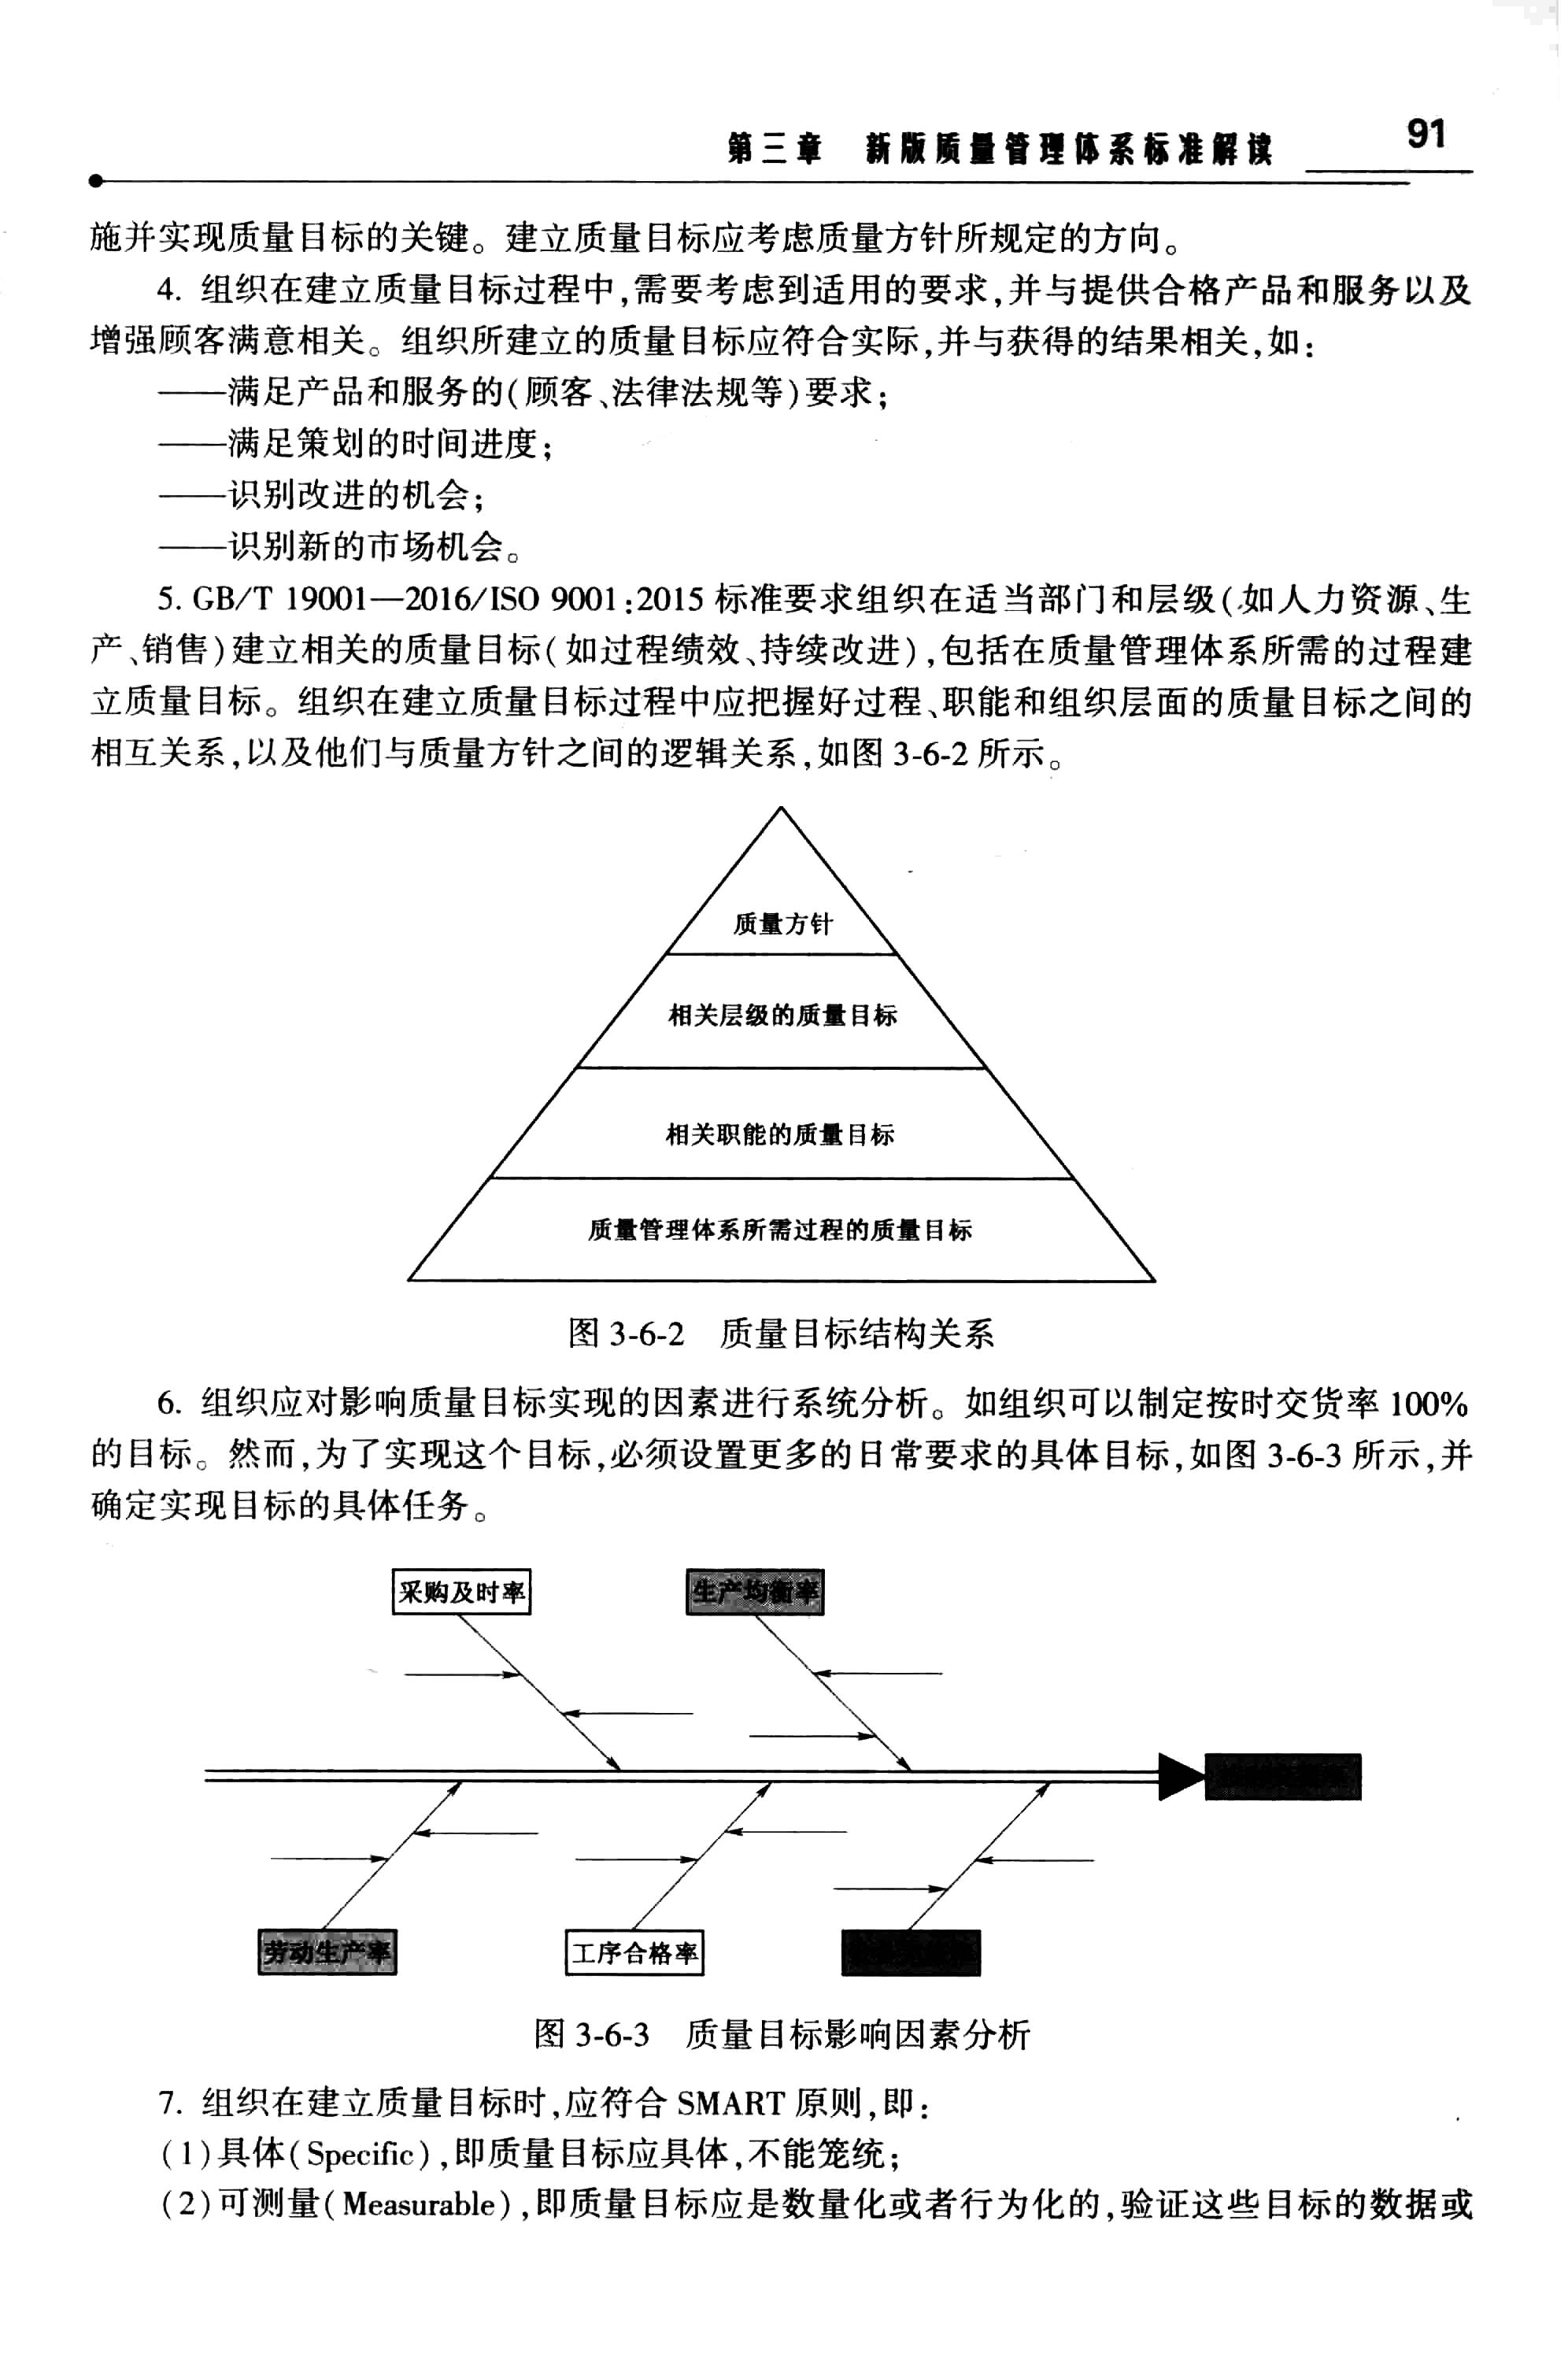 第三章 新版质量管理体系标准解读 91
施并实现质量目标的关键。建立质量目标应考虑质量方针所规定的方向。
4. 组织在建立质量目标过程中,需要考虑到适用的要求,并与提供合格产品和服务以及
增强顾客满意相关。组织所建立的质量目标应符合实际,并与获得的结果相关,如:
——满足产品和服务的(顾客、法律法规等)要求;
——满足策划的时间进度;
——识别改进的机会;
——识别新的市场机会。
5. GB/T 19001—2016/ISO 9001:2015 标准要求组织在适当部门和层级(如人力资源、生
产、销售)建立相关的质量目标(如过程绩效、持续改进),包括在质量管理体系所需的过程建
立质量目标。组织在建立质量目标过程中应把握好过程、职能和组织层面的质量目标之间的
相互关系,以及他们与质量方针之间的逻辑关系,如图 3-6-2 所示。
质量方针
相关层级的质量目标
相关职能的质量目标
质量管理体系所需过程的质量目标
图 3-6-2 质量目标结构关系
6. 组织应对影响质量目标实现的因素进行系统分析。如组织可以制定按时交货率 100%
的目标。然而,为了实现这个目标,必须设置更多的日常要求的具体目标,如图 3-6-3 所示,并
确定实现目标的具体任务。
采购及时率 生产均衡率
劳动生产率 工序合格率
图 3-6-3 质量目标影响因素分析
7. 组织在建立质量目标时,应符合 SMART 原则,即:
(1)具体(Specific),即质量目标应具体,不能笼统;
(2)可测量(Measurable),即质量目标应是数量化或者行为化的,验证这些目标的数据或